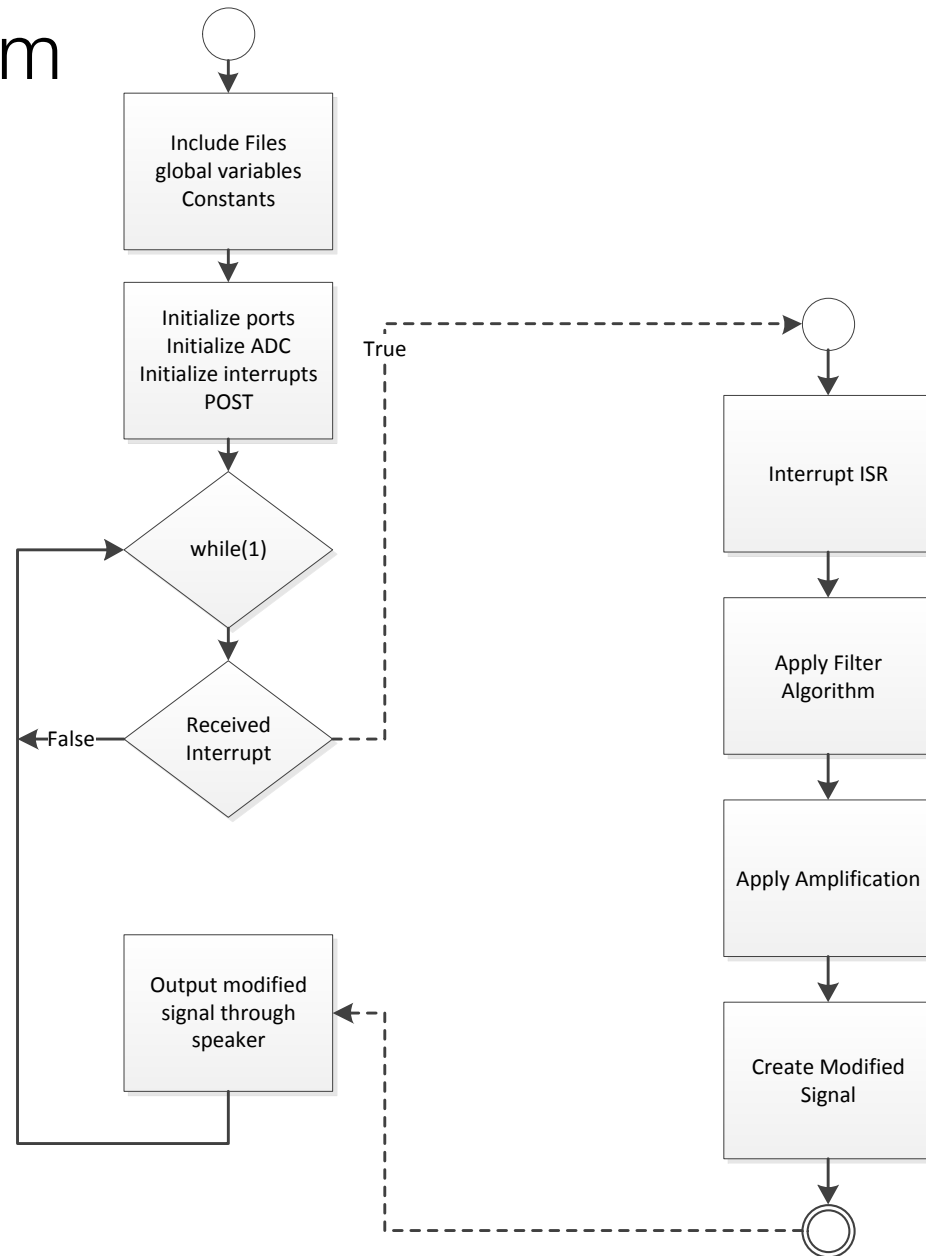 m
Include Files
global variables
Constants
Initialize ports
Initialize ADC
Initialize interrupts
POST
while(1)
Received
Interrupt
False
True
Output modified
signal through
speaker
Interrupt ISR
Apply Filter
Algorithm
Apply Amplification
Create Modified
Signal